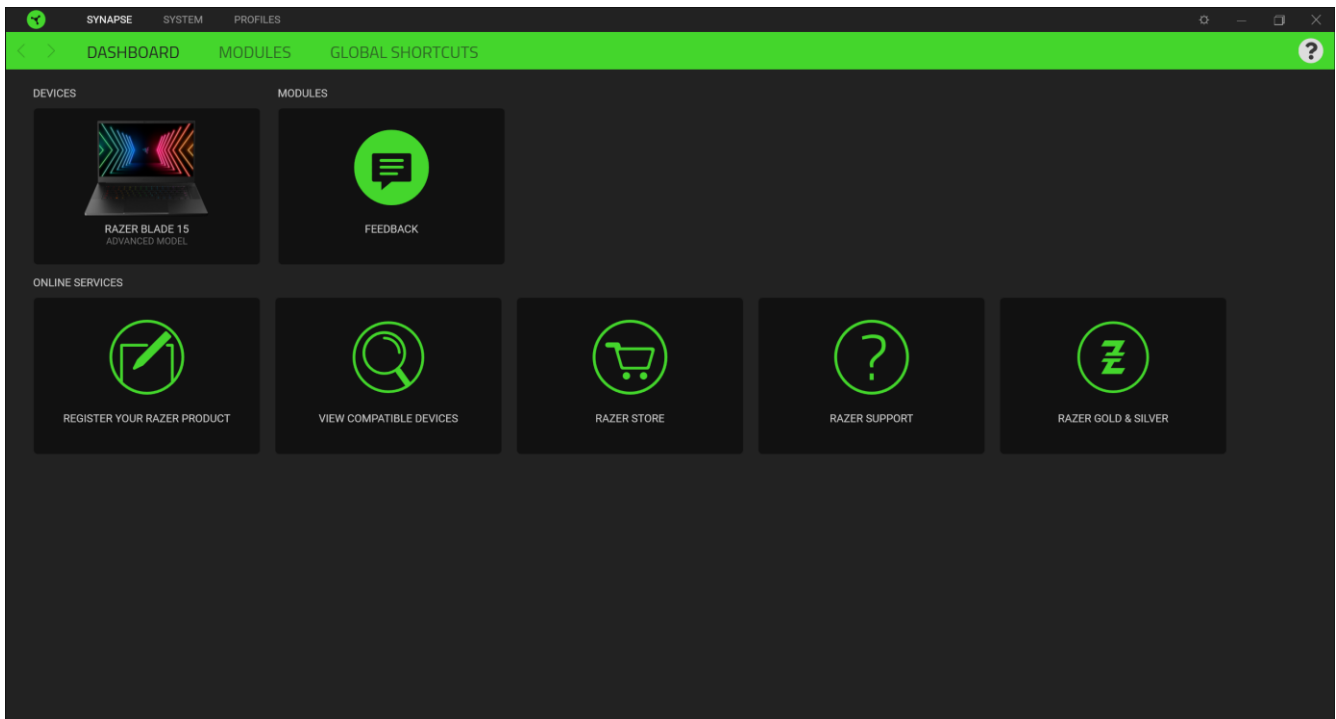 SYNAPSE SYSTEM PROFILES
DASHBOARD MODULES GLOBAL SHORTCUTS
?
DEVICES MODULES
RAZER BLADE 15
ADVANCED MODEL
FEEDBACK
ONLINE SERVICES
REGISTER YOUR RAZER PRODUCT
VIEW COMPATIBLE DEVICES
RAZER STORE
?
RAZER SUPPORT
RAZER GOLD & SILVER